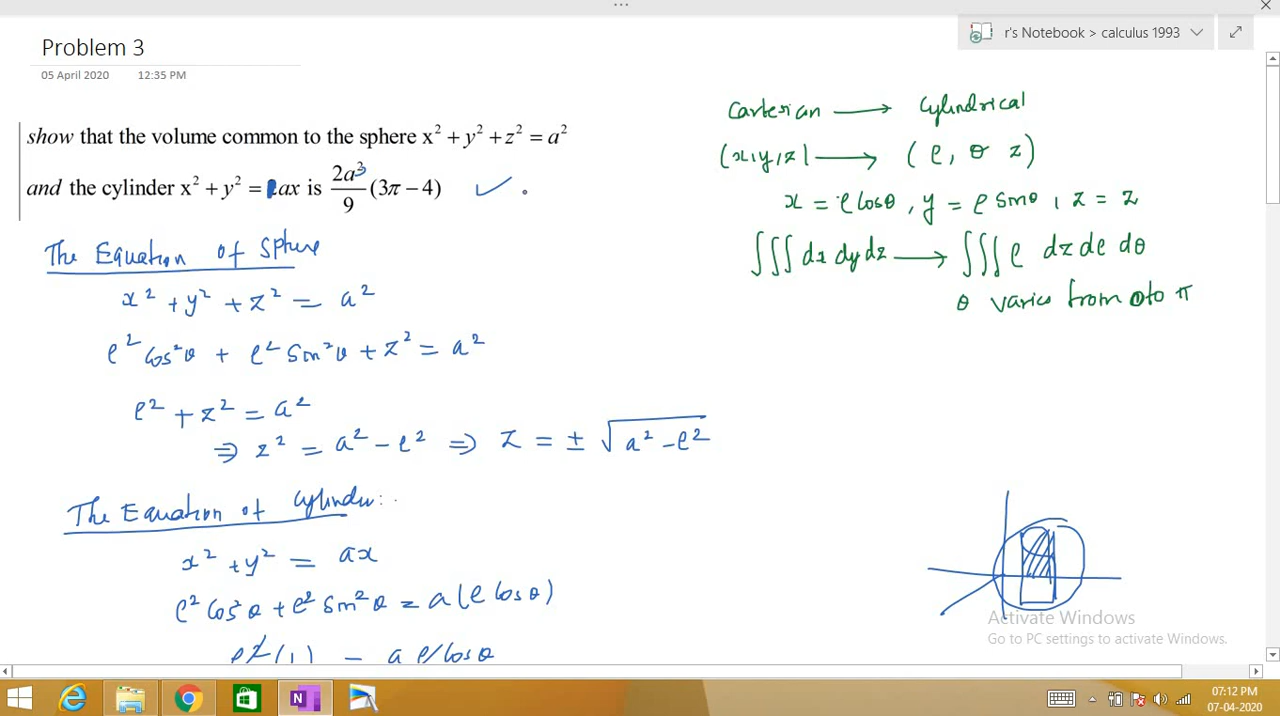 ...
r's Notebook > calculus 1993
Problem 3
05 April 2020 12:35 PM
show that the volume common to the sphere x² + y² + z² = a²
and the cylinder x² + y² = ax is 2a³/9 (3π − 4) ✓ .
The Equation of Sphere
x² + y² + z² = a²
ρ² cos²θ + ρ² sin²θ + z² = a²
ρ² + z² = a²
⇒ z² = a² − ρ² ⇒ z = ± √(a² − ρ²)
The Equation of Cylinder:
x² + y² = ax
ρ² cos²θ + ρ² sin²θ = a(ρ cosθ)
ρ²(1) = aρ cosθ
Cartesian ⟶ Cylindrical
(x,y,z) ⟶ (ρ, θ z)
x = ρ cosθ, y = ρ sinθ, z = z
∫∫∫ dx dy dz ⟶ ∫∫∫ ρ dz dρ dθ
θ varies from 0 to π
Activate Windows
Go to PC settings to activate Windows.
07:12 PM
07-04-2020